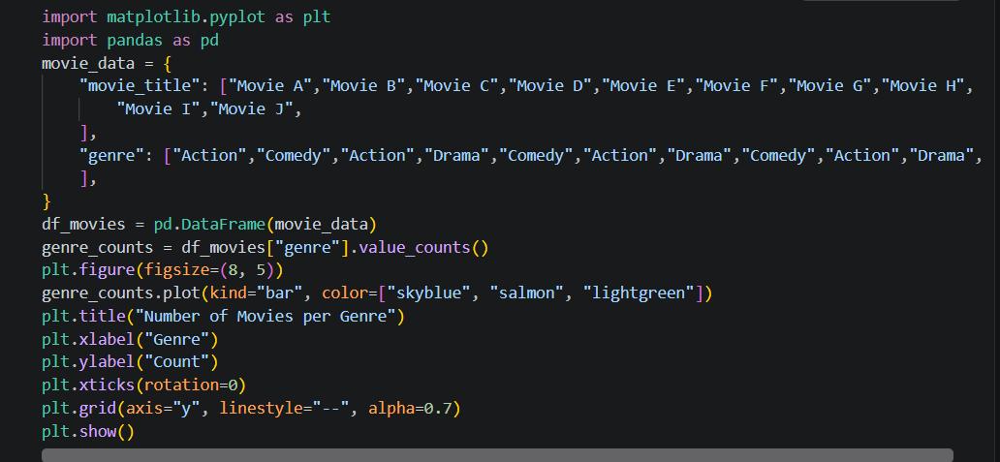 import matplotlib.pyplot as plt
import pandas as pd
movie_data = {
    "movie_title": ["Movie A","Movie B","Movie C","Movie D","Movie E","Movie F","Movie G","Movie H",
        "Movie I","Movie J",
    ],
    "genre": ["Action","Comedy","Action","Drama","Comedy","Action","Drama","Comedy","Action","Drama",
    ],
}
df_movies = pd.DataFrame(movie_data)
genre_counts = df_movies["genre"].value_counts()
plt.figure(figsize=(8, 5))
genre_counts.plot(kind="bar", color=["skyblue", "salmon", "lightgreen"])
plt.title("Number of Movies per Genre")
plt.xlabel("Genre")
plt.ylabel("Count")
plt.xticks(rotation=0)
plt.grid(axis="y", linestyle="--", alpha=0.7)
plt.show()